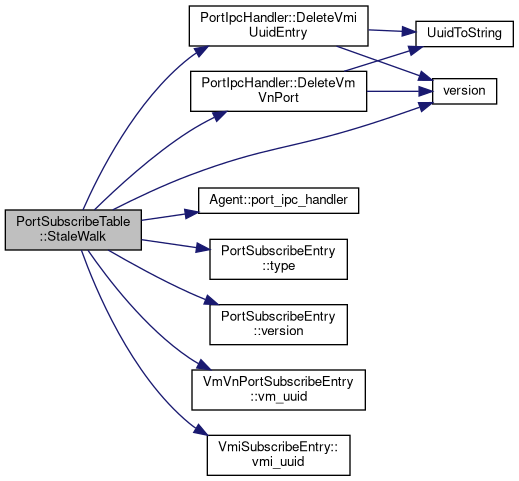 PortIpcHandler::DeleteVmi
UuidEntry
UuidToString
PortIpcHandler::DeleteVm
VnPort
version
PortSubscribeTable
::StaleWalk
Agent::port_ipc_handler
PortSubscribeEntry
::type
PortSubscribeEntry
::version
VmVnPortSubscribeEntry
::vm_uuid
VmiSubscribeEntry::
vmi_uuid